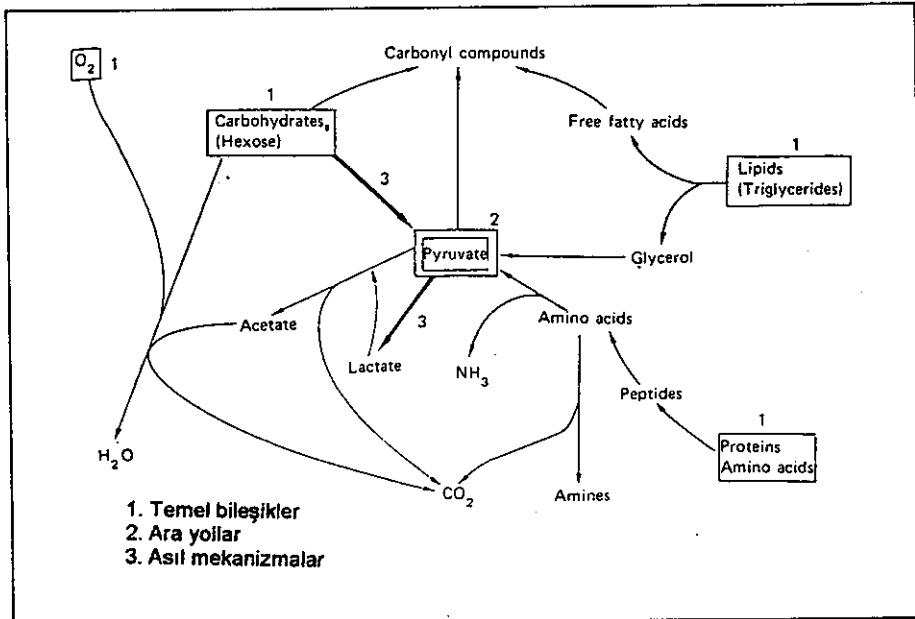 Carbonyl compounds
O2 1
1
Carbohydrates,
(Hexose)
Free fatty acids
1
Lipids
(Triglycerides)
3
2
Pyruvate
Glycerol
Acetate
3
Amino acids
Lactate
NH3
Peptides
1
H2O
Proteins
Amino acids
CO2
Amines
1. Temel bileşikler
2. Ara yollar
3. Asıl mekanizmalar